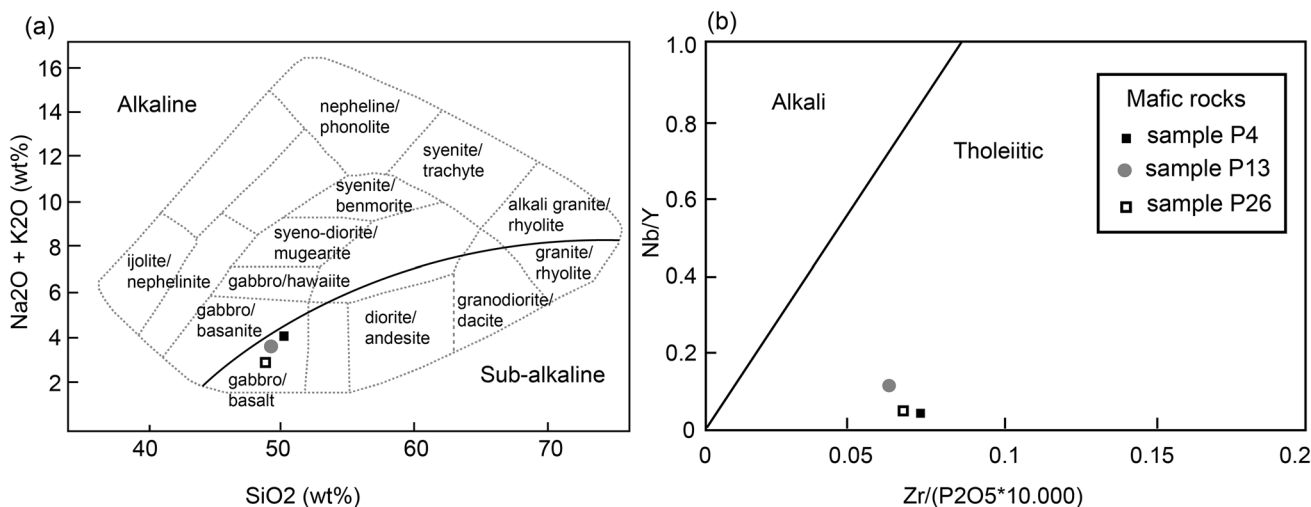 (a)
Na2O + K2O (wt%)
16
14
12
10
8
6
4
2
40
50
60
70
SiO2 (wt%)
Alkaline
nepheline/
phonolite
syenite/
trachyte
syenite/
benmorite
alkali granite/
rhyolite
syeno-diorite/
mugearite
ijolite/
nephelinite
granite/
rhyolite
gabbro/hawaiite
gabbro/
basanite
diorite/
andesite
granodiorite/
dacite
gabbro/
basalt
Sub-alkaline
(b)
Nb/Y
1.0
0.8
0.6
0.4
0.2
0
0
0.05
0.1
0.15
0.2
Zr/(P2O5*10.000)
Alkali
Tholeiitic
Mafic rocks
sample P4
sample P13
sample P26